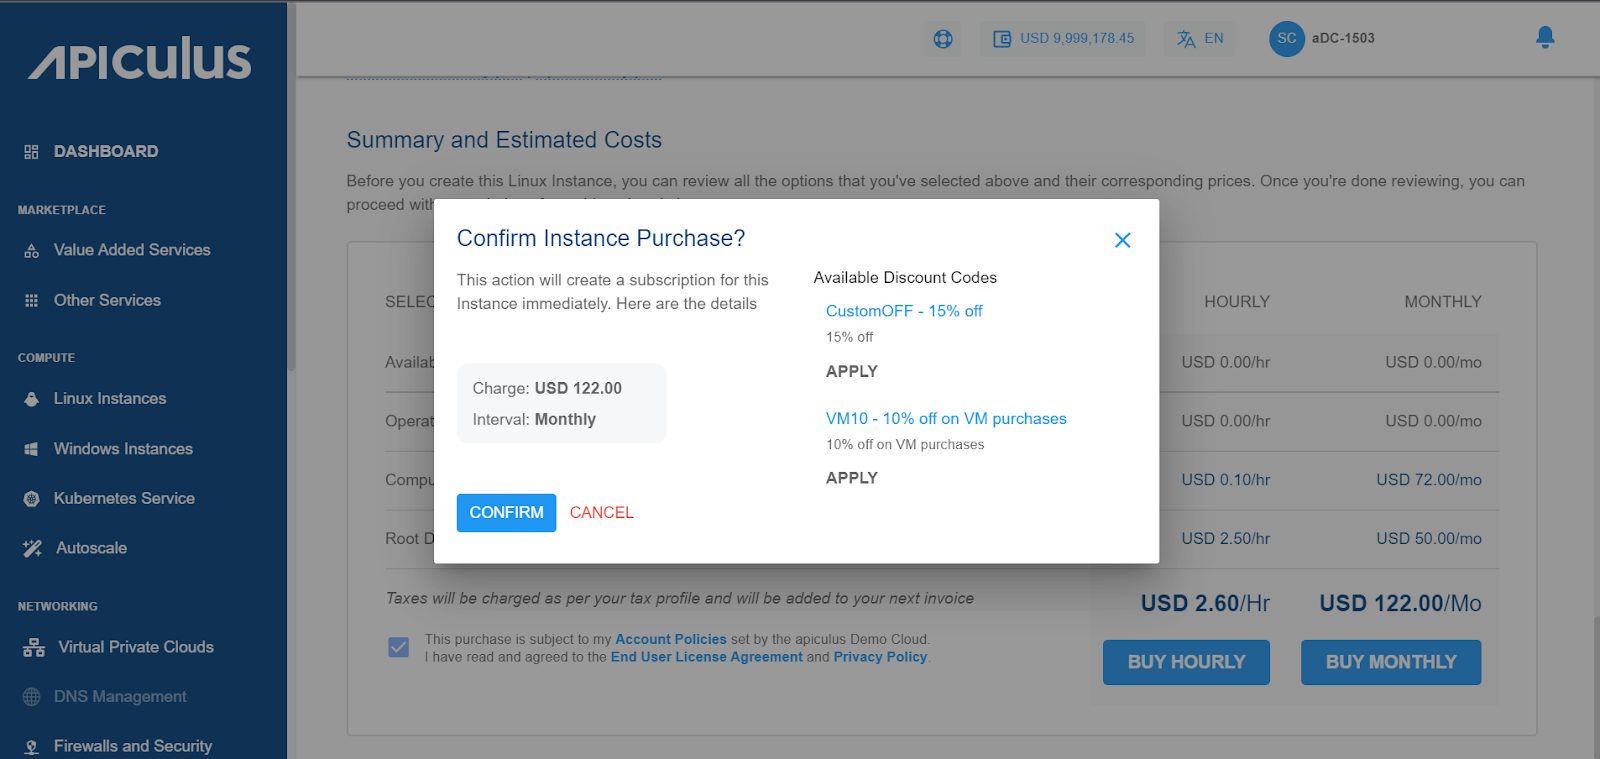 APICULUS
USD 9,999,178.45
EN
SC
aDC-1503
DASHBOARD
MARKETPLACE
Value Added Services
Other Services
COMPUTE
Linux Instances
Windows Instances
Kubernetes Service
Autoscale
NETWORKING
Virtual Private Clouds
DNS Management
Firewalls and Security
Summary and Estimated Costs
Before you create this Linux Instance, you can review all the options that you've selected above and their corresponding prices. Once you're done reviewing, you can
proceed with
Confirm Instance Purchase?
This action will create a subscription for this
Instance immediately. Here are the details
Charge: USD 122.00
Interval: Monthly
CONFIRM CANCEL
Available Discount Codes
CustomOFF - 15% off
15% off
APPLY
VM10 - 10% off on VM purchases
10% off on VM purchases
APPLY
HOURLY MONTHLY
USD 0.00/hr USD 0.00/mo
USD 0.00/hr USD 0.00/mo
USD 0.10/hr USD 72.00/mo
Root
USD 2.50/hr USD 50.00/mo
Taxes will be charged as per your tax profile and will be added to your next invoice
USD 2.60/Hr USD 122.00/Mo
This purchase is subject to my Account Policies set by the apiculus Demo Cloud.
I have read and agreed to the End User License Agreement and Privacy Policy.
BUY HOURLY BUY MONTHLY